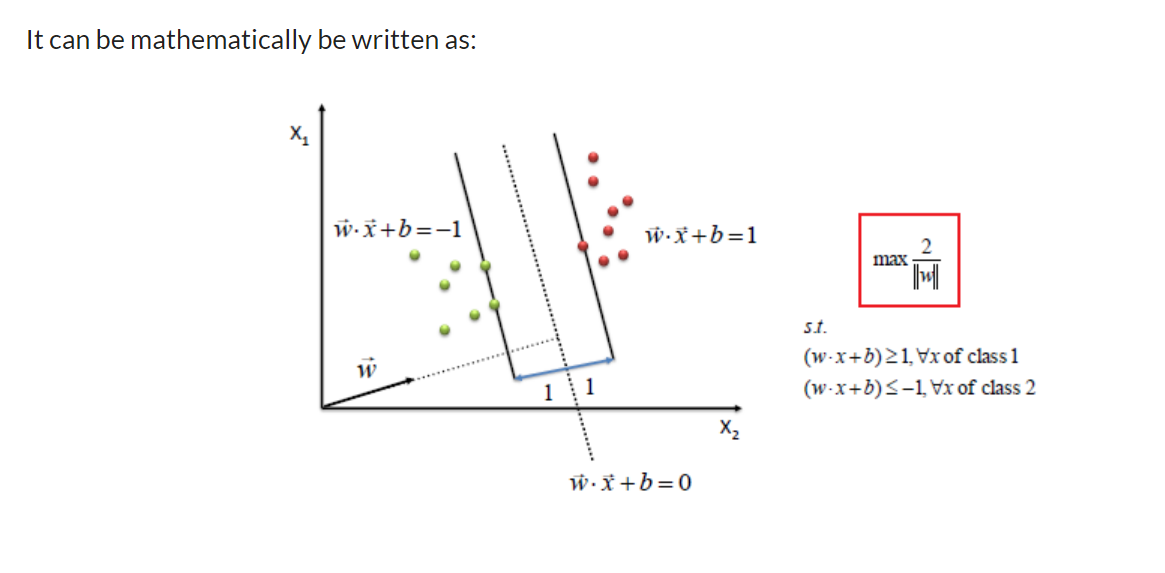 It can be mathematically be written as:
X₁
w⃗·x⃗+b=−1
w⃗·x⃗+b=1
max 2/‖w‖
s.t.
(w·x+b)≥1, ∀x of class 1
(w·x+b)≤−1, ∀x of class 2
w⃗
1 1
X₂
w⃗·x⃗+b=0